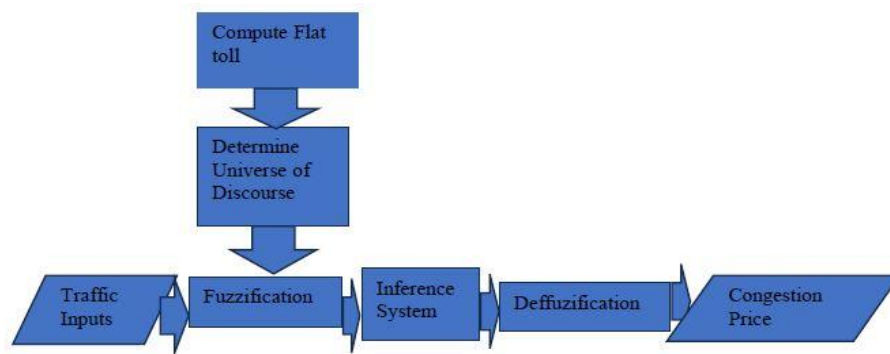 Compute Flat
toll
Determine
Universe of
Discourse
Traffic
Inputs
Fuzzification
Inference
System
Deffuzification
Congestion
Price